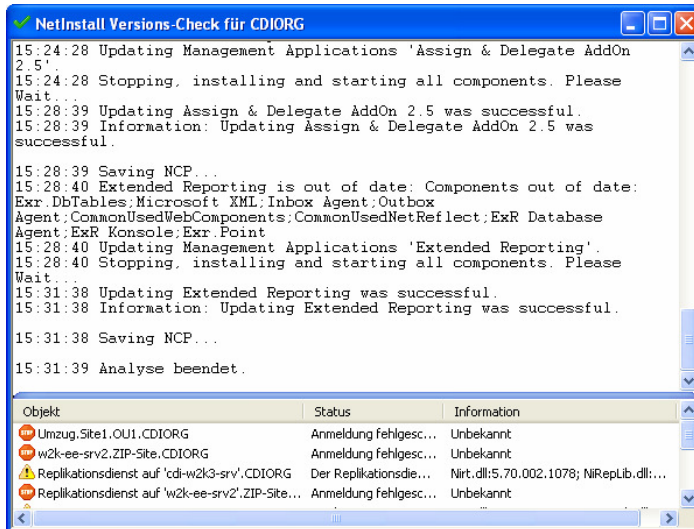 NetInstall Versions-Check für CDIORG
15:24:28 Updating Management Applications 'Assign & Delegate AddOn
2.5'.
15:24:28 Stopping, installing and starting all components. Please
Wait...
15:28:39 Updating Assign & Delegate AddOn 2.5 was successful.
15:28:39 Information: Updating Assign & Delegate AddOn 2.5 was
successful.
15:28:39 Saving NCP...
15:28:40 Extended Reporting is out of date: Components out of date:
Exr.DbTables;Microsoft XML;Inbox Agent;Outbox
Agent;CommonUsedWebComponents;CommonUsedNetReflect;ExR Database
Agent;ExR Konsole;Exr.Point
15:28:40 Updating Management Applications 'Extended Reporting'.
15:28:40 Stopping, installing and starting all components. Please
Wait...
15:31:38 Updating Extended Reporting was successful.
15:31:38 Information: Updating Extended Reporting was successful.
15:31:38 Saving NCP...
15:31:39 Analyse beendet.
Objekt Status Information
Umzug.Site1.OU1.CDIORG Anmeldung fehlgesc... Unbekannt
w2k-ee-srv2.ZIP-Site.CDIORG Anmeldung fehlgesc... Unbekannt
Replikationsdienst auf 'cdi-w2k3-srv'.CDIORG Der Replikationsdie... Nirt.dll:5.70.002.1078; NiRepLib.dll:...
Replikationsdienst auf 'w2k-ee-srv2'.ZIP-Site... Anmeldung fehlgesc... Unbekannt